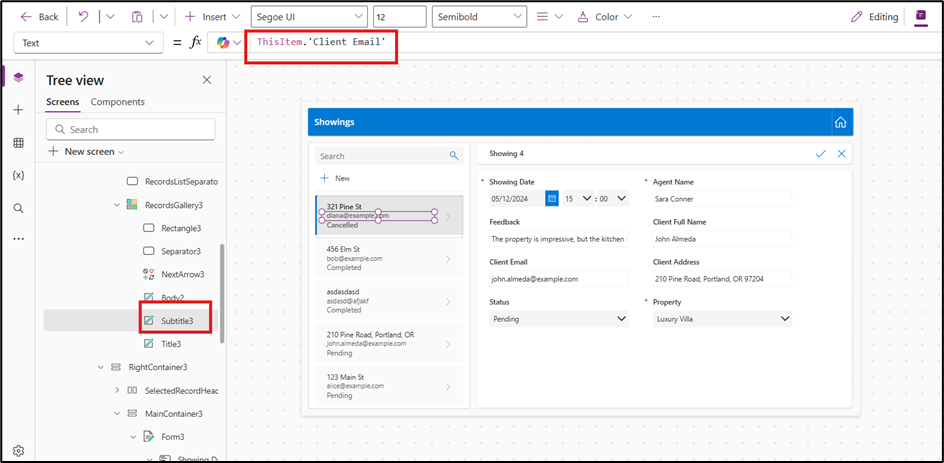 Back
Insert
Segoe UI
12
Semibold
Color
Editing
Text
= fx
ThisItem.'Client Email'
Tree view
Screens
Components
Search
New screen
RecordsListSeparato
RecordsGallery3
Rectangle3
Separator3
NextArrow3
Body2
Subtitle3
Title3
RightContainer3
SelectedRecordHeac
MainContainer3
Form3
Showing D
Showings
Search
New
321 Pine St
diana@example.com
Cancelled
456 Elm St
bob@example.com
Completed
asdasdasd
asdasd@afjakf
Completed
210 Pine Road, Portland, OR
john.almeda@example.com
Pending
123 Main St
alice@example.com
Pending
Showing 4
* Showing Date
05/12/2024
15 : 00
* Agent Name
Sara Conner
Feedback
The property is impressive, but the kitchen
Client Full Name
John Almeda
Client Email
john.almeda@example.com
Client Address
210 Pine Road, Portland, OR 97204
Status
Pending
* Property
Luxury Villa